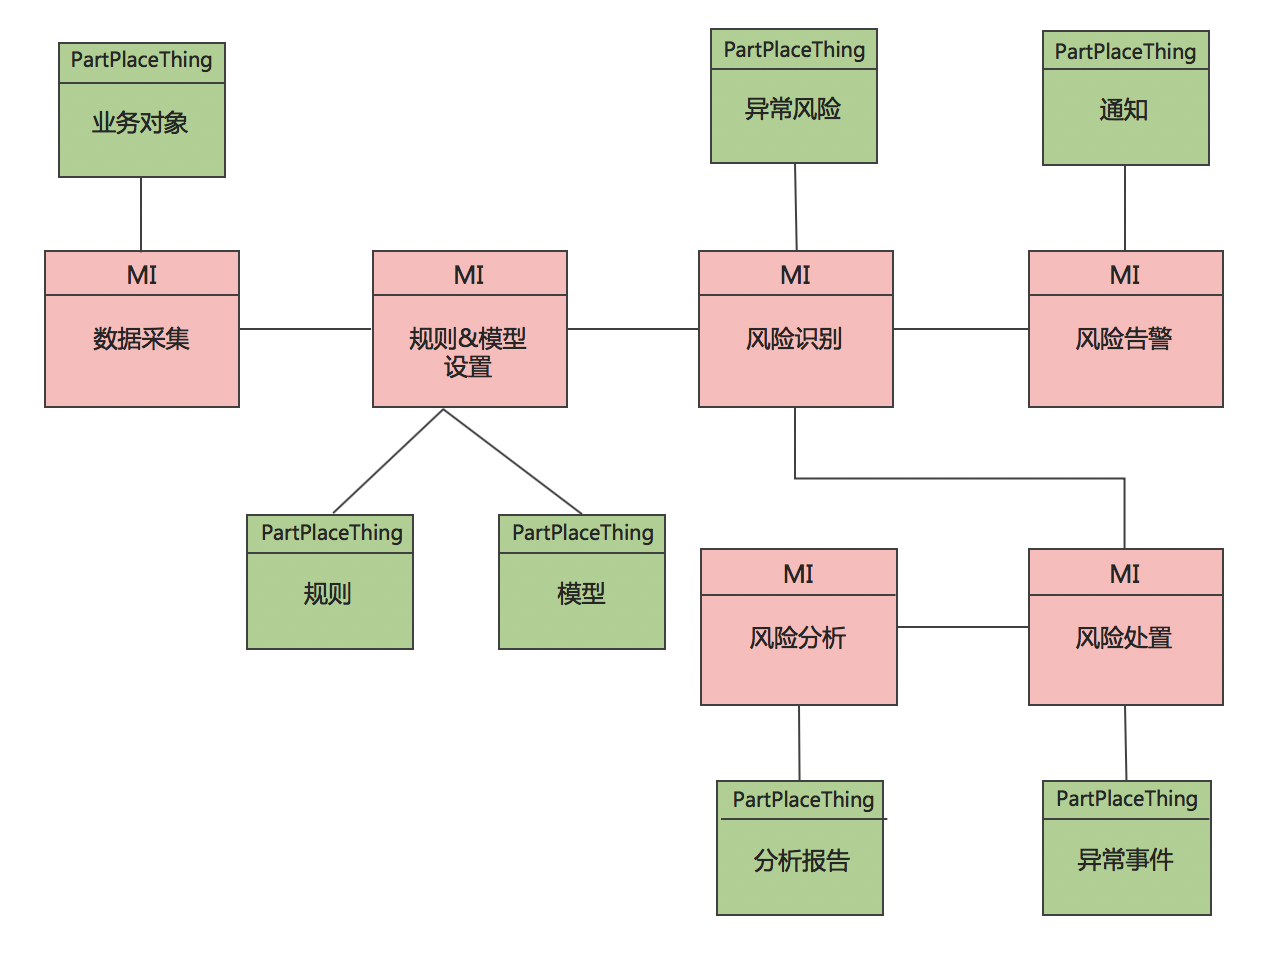 PartPlaceThing
业务对象
PartPlaceThing
异常风险
PartPlaceThing
通知
MI
数据采集
MI
规则&模型
设置
MI
风险识别
MI
风险告警
PartPlaceThing
规则
PartPlaceThing
模型
MI
风险分析
MI
风险处置
PartPlaceThing
分析报告
PartPlaceThing
异常事件